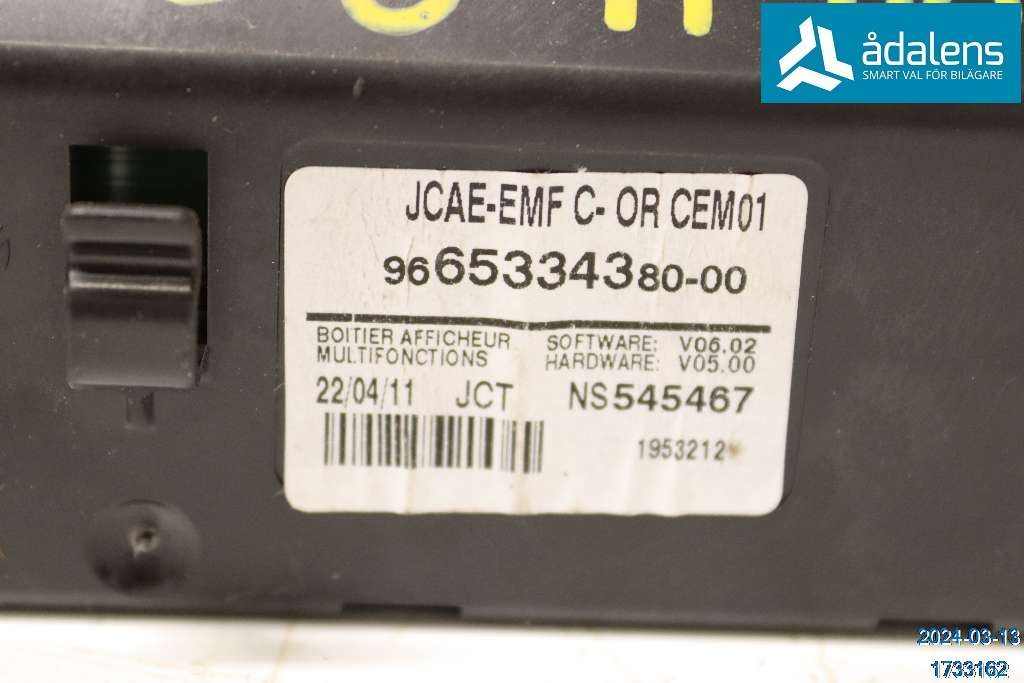 ådalens
SMART VAL FÖR BILÄGARE
JCAE-EMF C- OR CEM01
9665334380-00
BOITIER AFFICHEUR
MULTIFONCTIONS
SOFTWARE: V06.02
HARDWARE: V05.00
22/04/11 JCT NS545467
1953212
2024-03-13
1733162